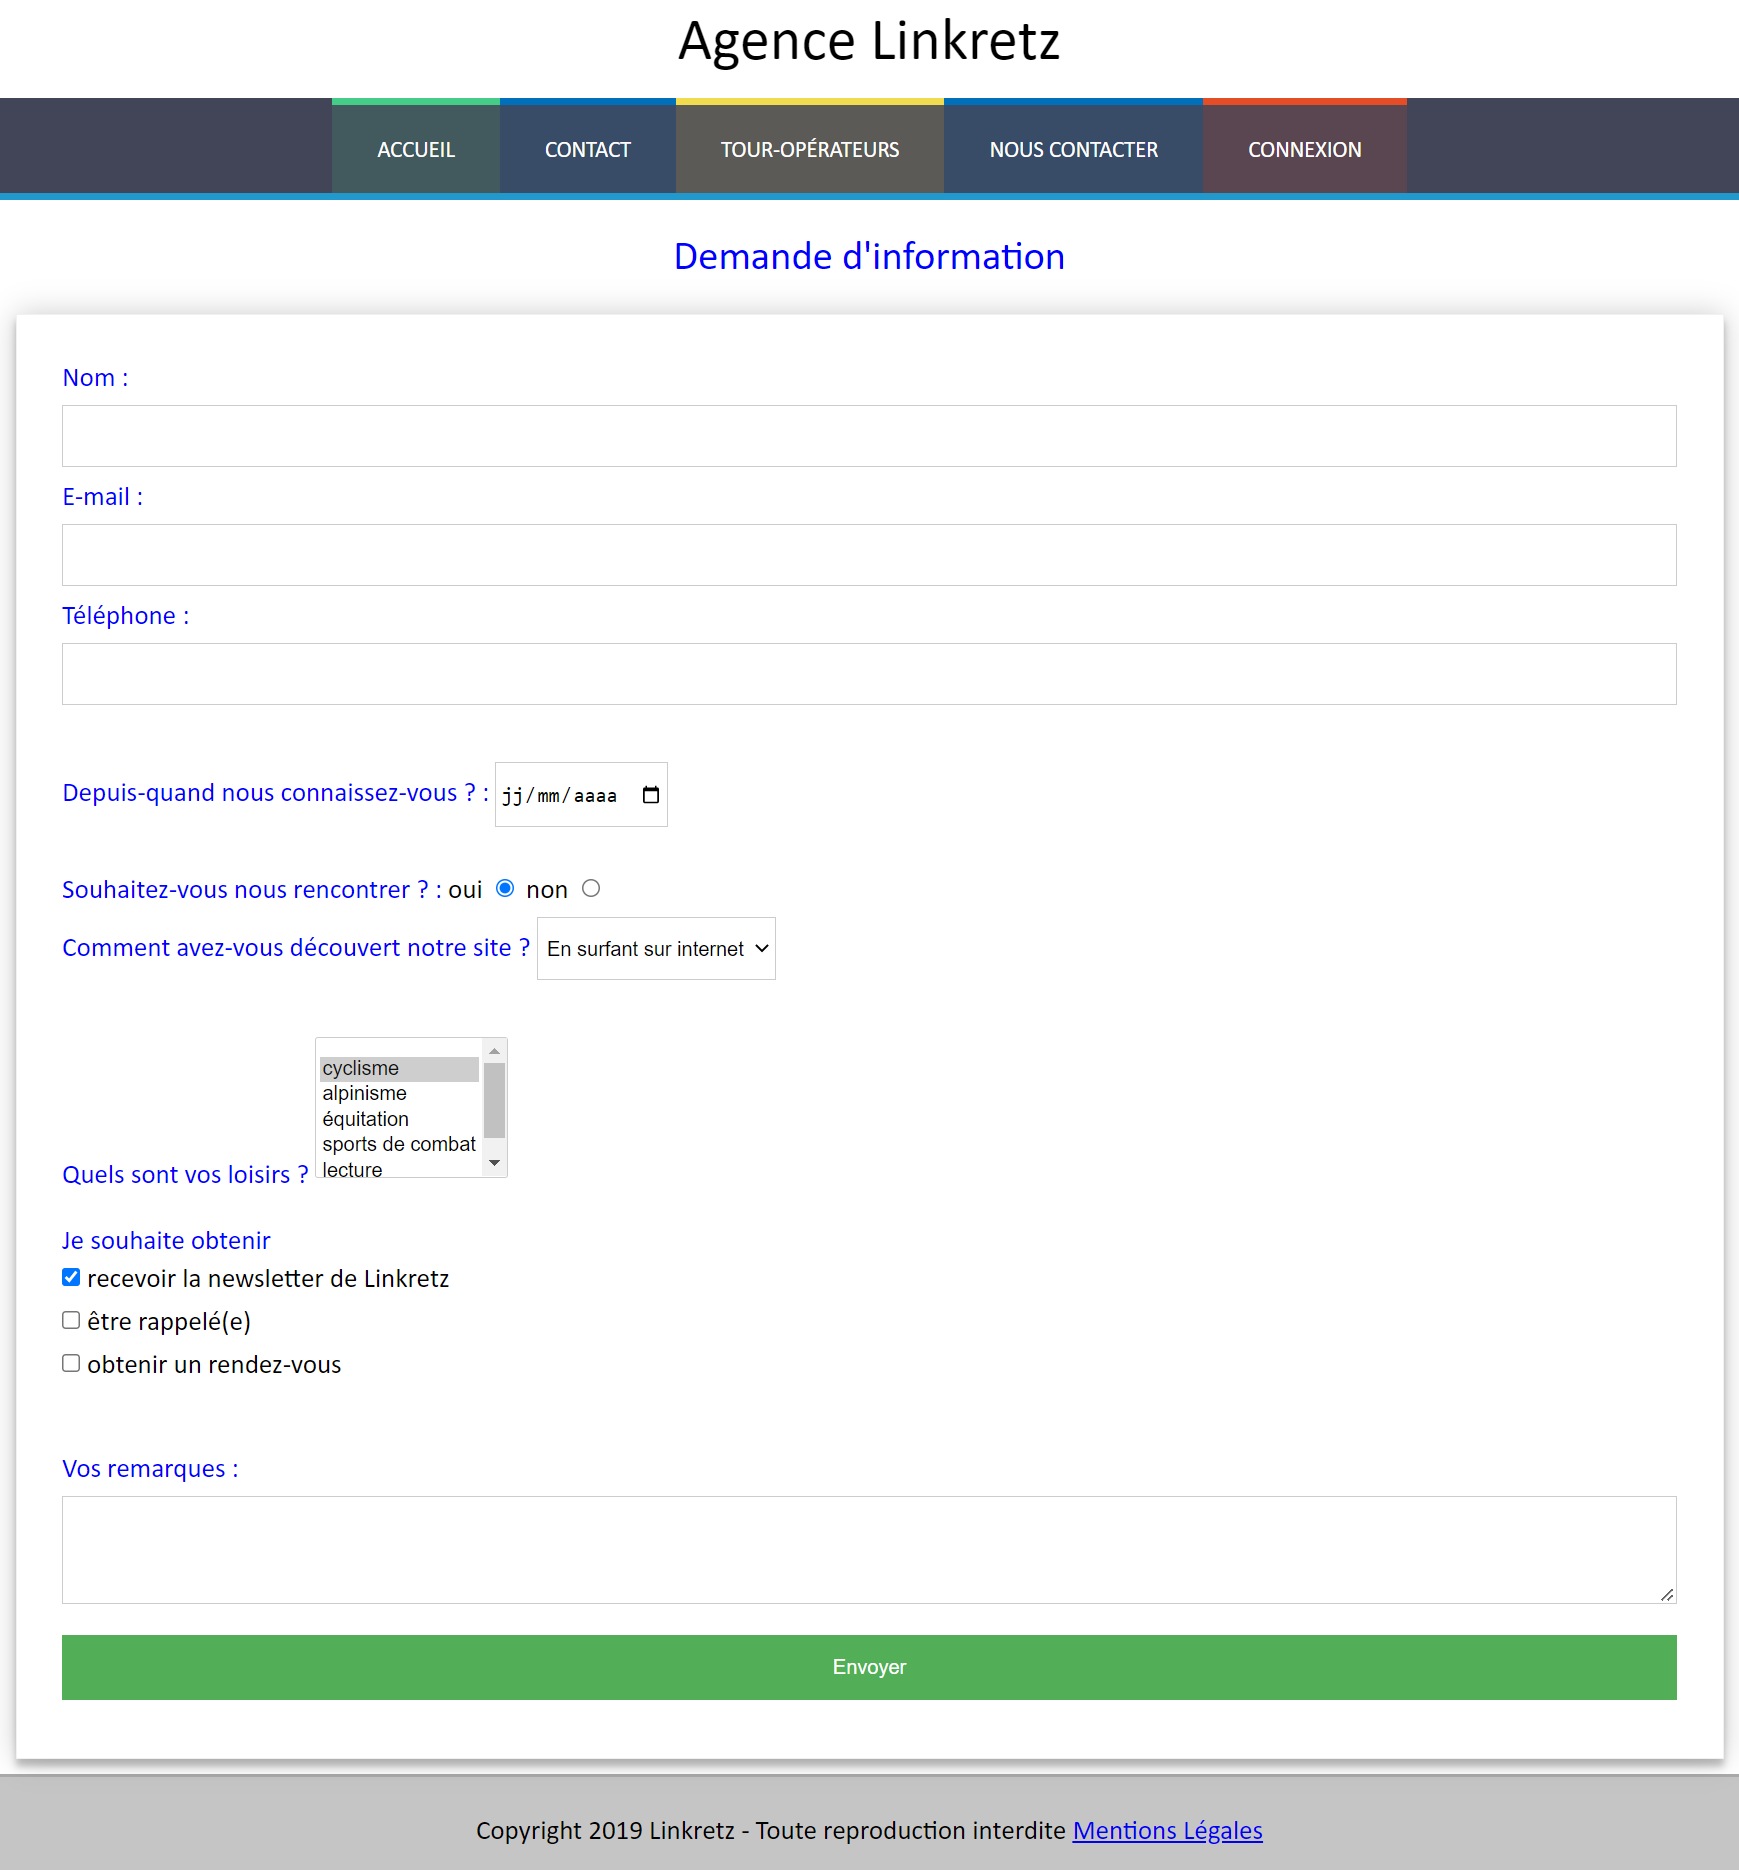 Agence Linkretz
ACCUEIL CONTACT TOUR-OPÉRATEURS NOUS CONTACTER CONNEXION
Demande d'information
Nom :
E-mail :
Téléphone :
Depuis-quand nous connaissez-vous ? : jj/mm/aaaa
Souhaitez-vous nous rencontrer ? : oui non
Comment avez-vous découvert notre site ? En surfant sur internet
cyclisme
alpinisme
équitation
sports de combat
lecture
Quels sont vos loisirs ?
Je souhaite obtenir
recevoir la newsletter de Linkretz
être rappelé(e)
obtenir un rendez-vous
Vos remarques :
Envoyer
Copyright 2019 Linkretz - Toute reproduction interdite Mentions Légales